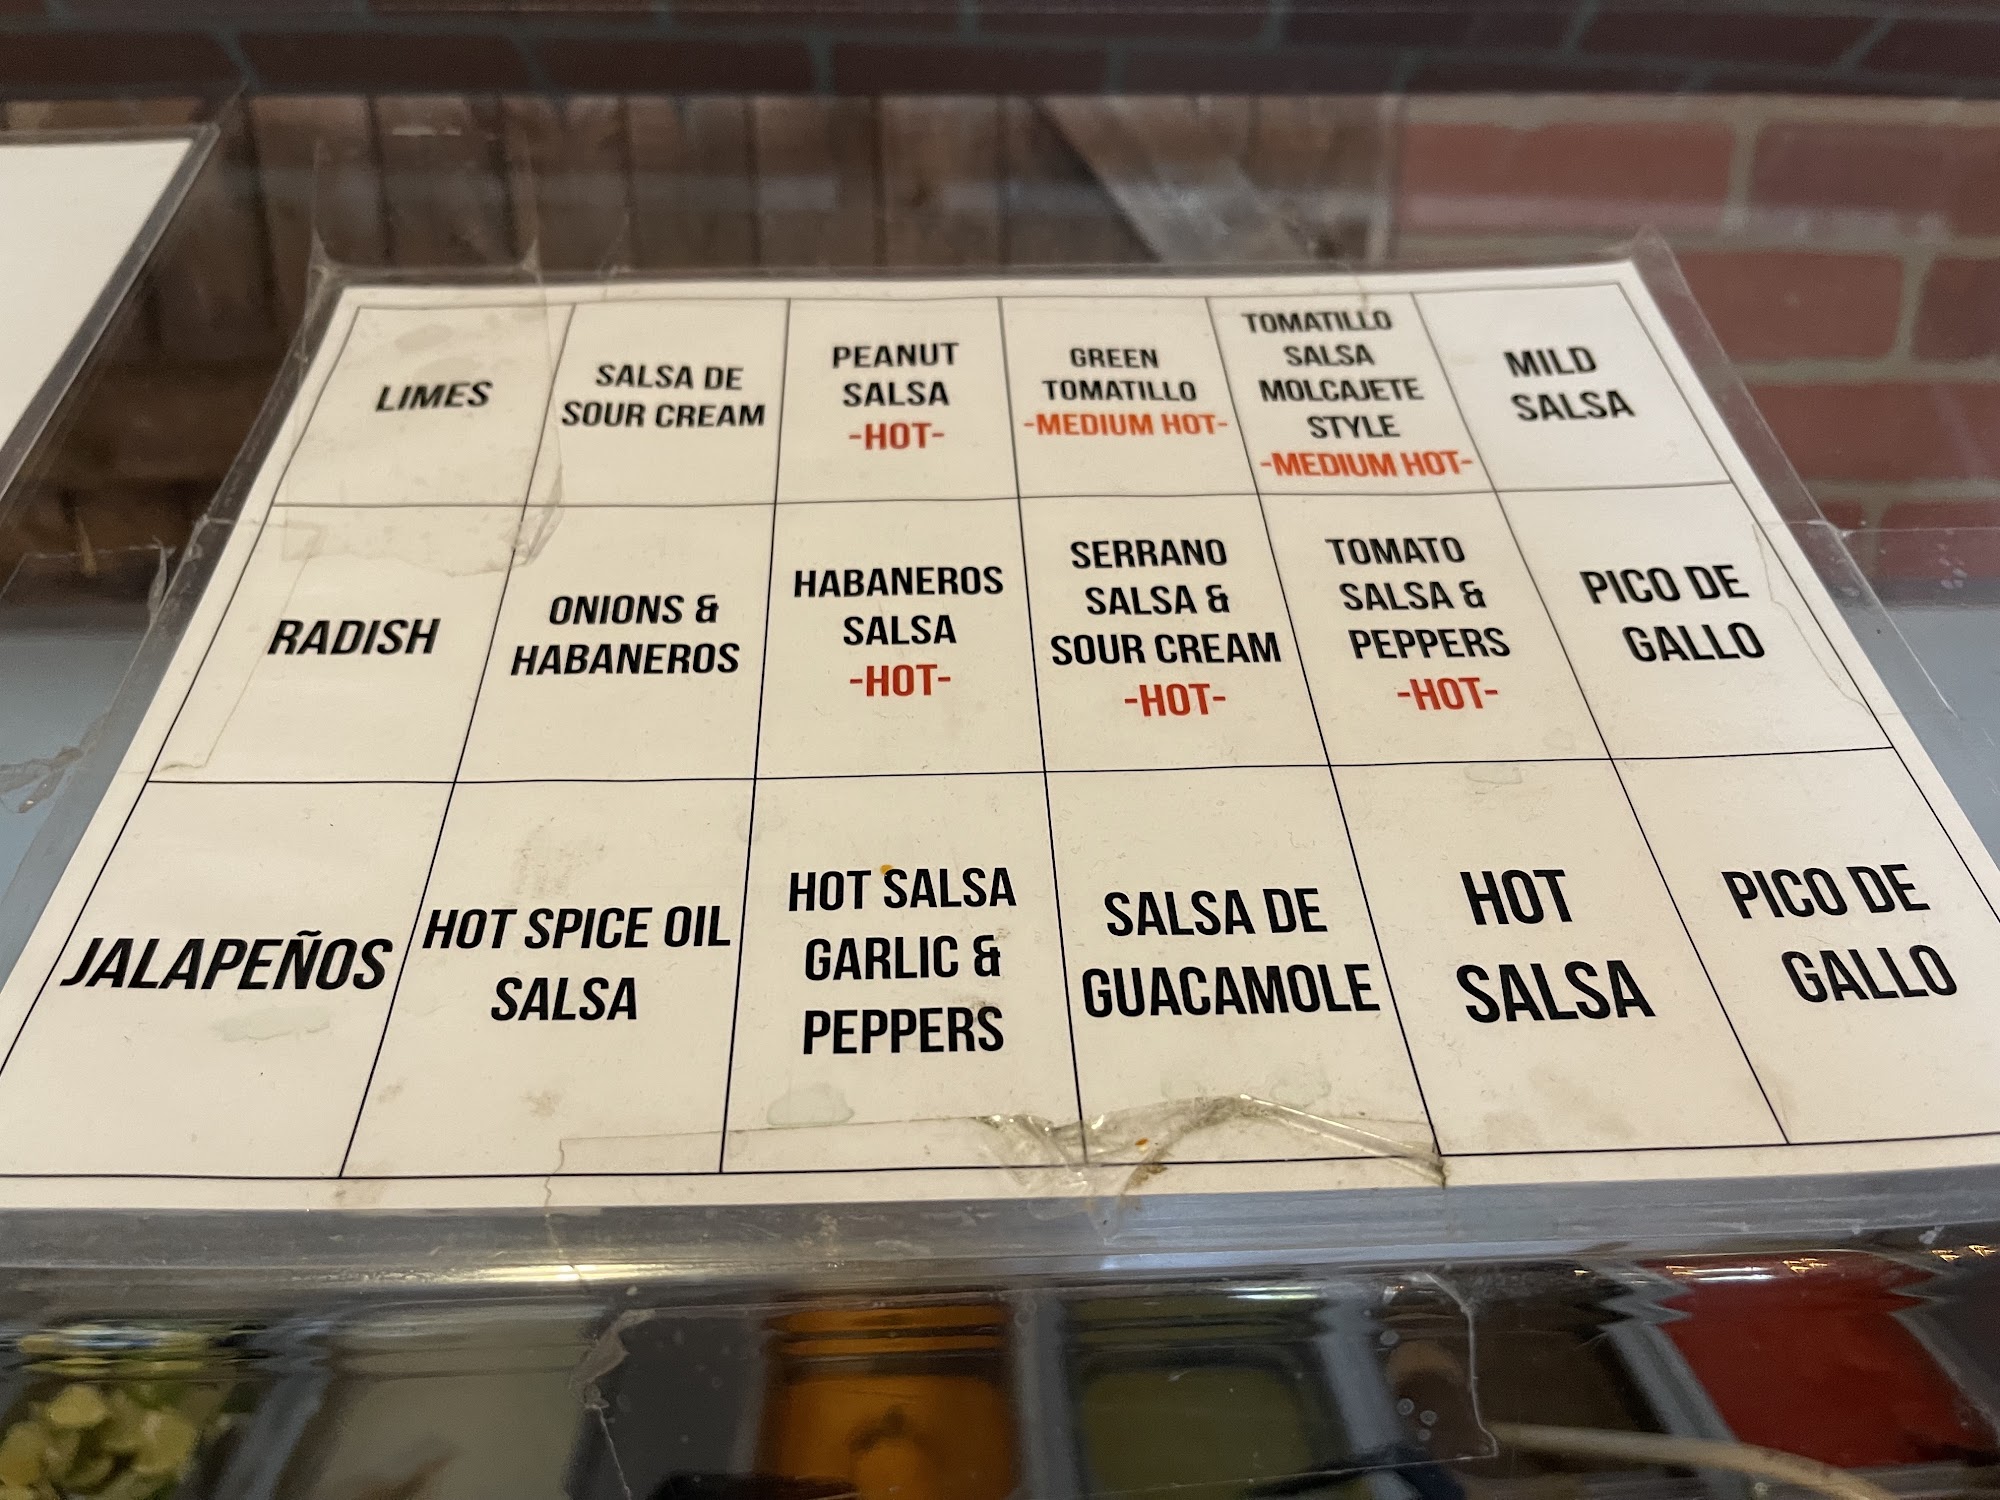 LIMES
SALSA DE
SOUR CREAM
PEANUT
SALSA
-HOT-
GREEN
TOMATILLO
-MEDIUM HOT-
TOMATILLO
SALSA
MOLCAJETE
STYLE
-MEDIUM HOT-
MILD
SALSA
RADISH
ONIONS &
HABANEROS
HABANEROS
SALSA
-HOT-
SERRANO
SALSA &
SOUR CREAM
-HOT-
TOMATO
SALSA &
PEPPERS
-HOT-
PICO DE
GALLO
JALAPEÑOS
HOT SPICE OIL
SALSA
HOT SALSA
GARLIC &
PEPPERS
SALSA DE
GUACAMOLE
HOT
SALSA
PICO DE
GALLO